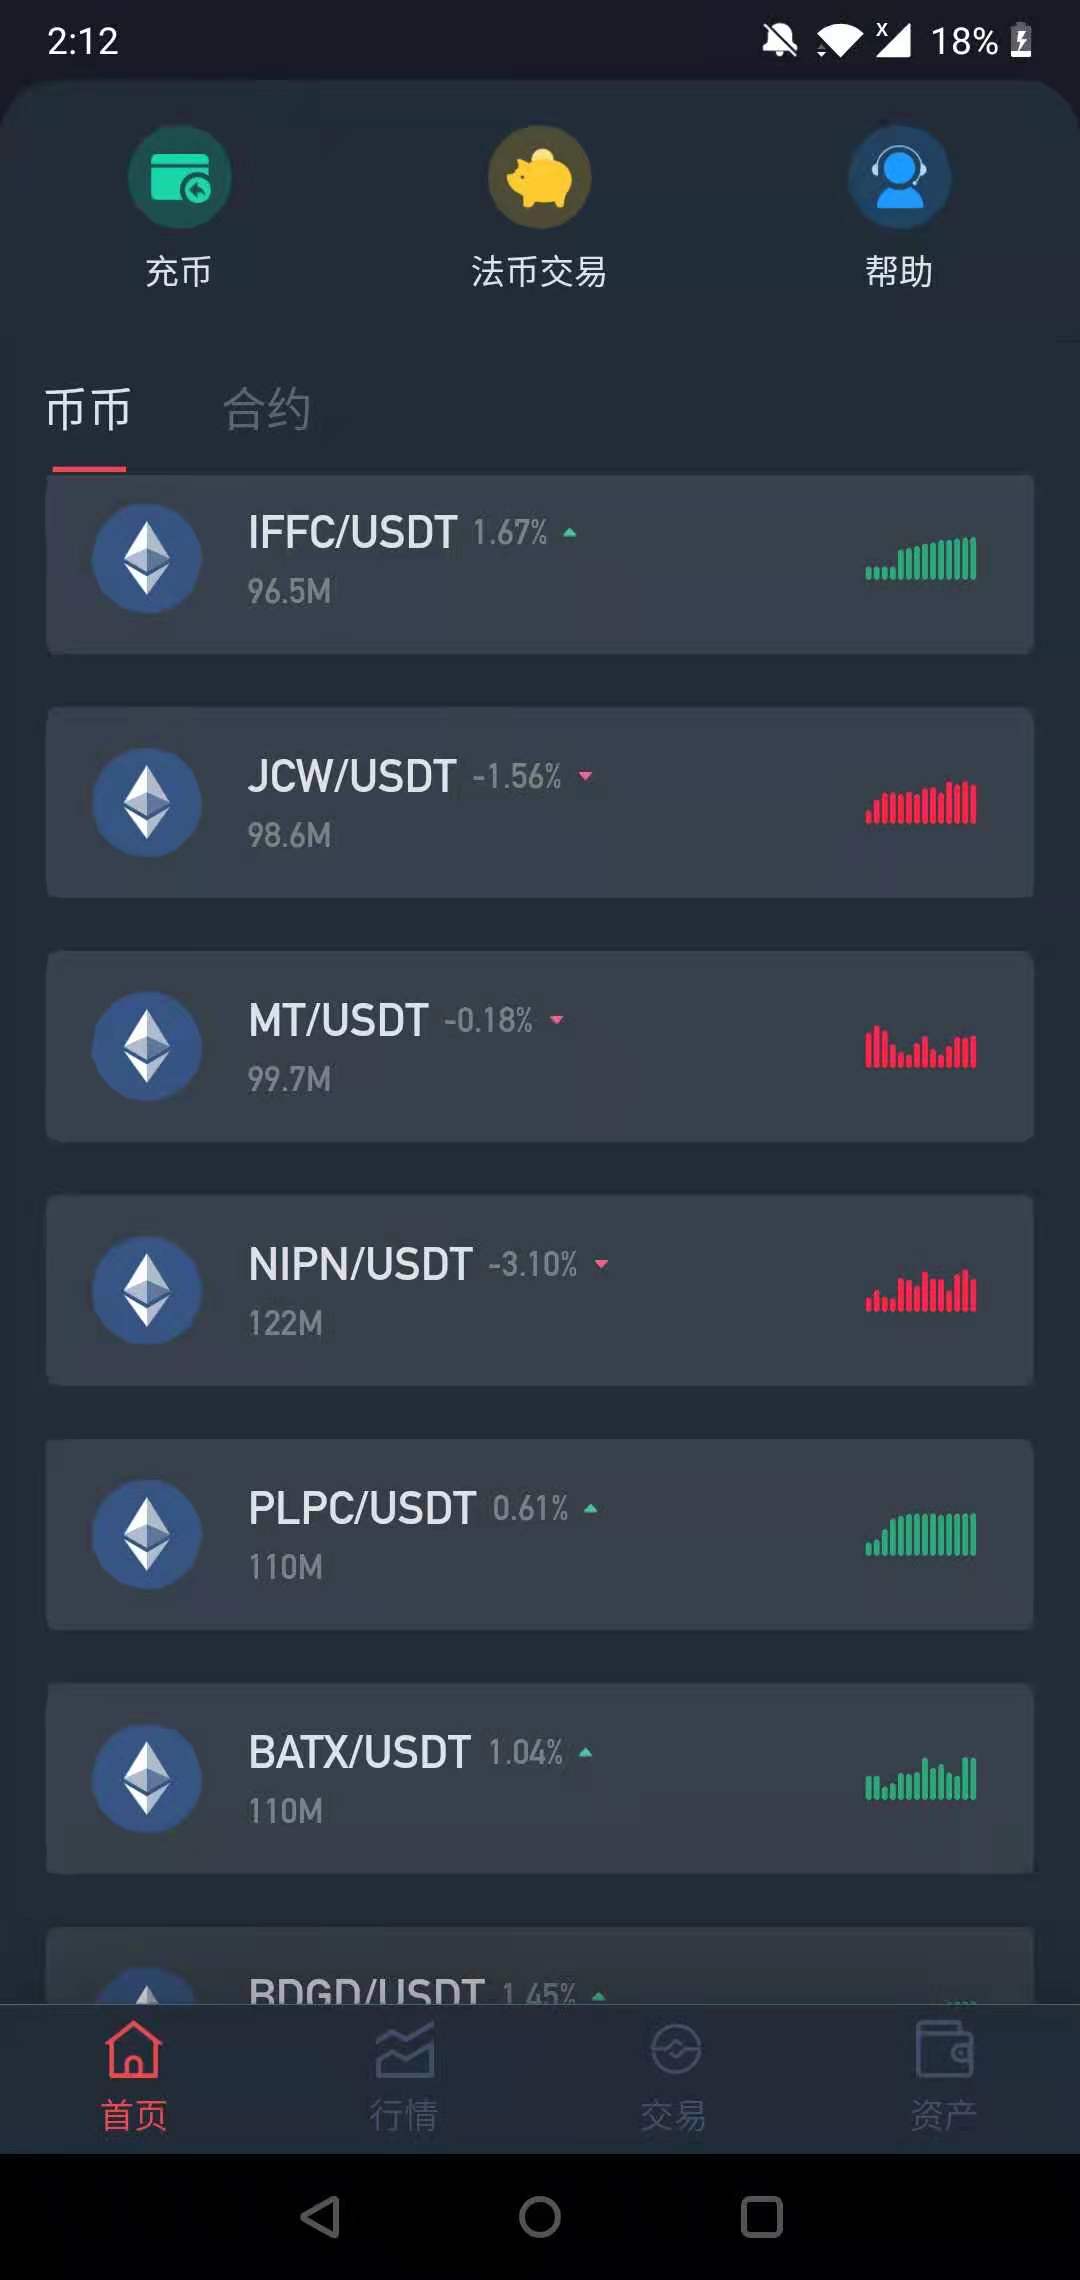 2:12
x 18%
充币 法币交易 帮助
币币 合约
IFFC/USDT 1.67%
96.5M
JCW/USDT -1.56%
98.6M
MT/USDT -0.18%
99.7M
NIPN/USDT -3.10%
122M
PLPC/USDT 0.61%
110M
BATX/USDT 1.04%
110M
BDGD/USDT 1.45%
首页 行情 交易 资产